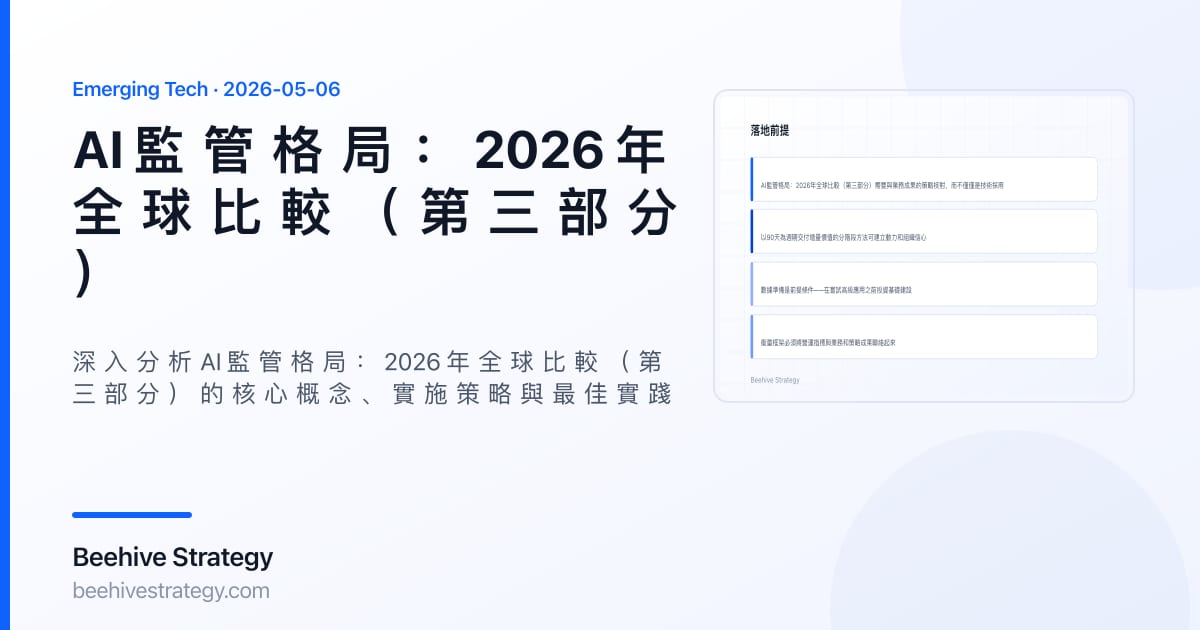 Emerging Tech · 2026-05-06
AI監管格局：2026年
全球比較（第三部分
）
深入分析AI監管格局：2026年全球比較（第
三部分）的核心概念、實施策略與最佳實踐
Beehive Strategy
beehivestrategy.com
落地前提
AI監管格局：2026年全球比較（第三部分）需要與業務成果的策略校對，而不僅僅是技術採用
以90天為週期交付增量價值的分階段方法可建立動力和組織信心
數據準備是前提條件——在嘗試高級應用之前投資基礎建設
衡量框架必須將營運指標與業務和策略成果聯絡起來
Beehive Strategy